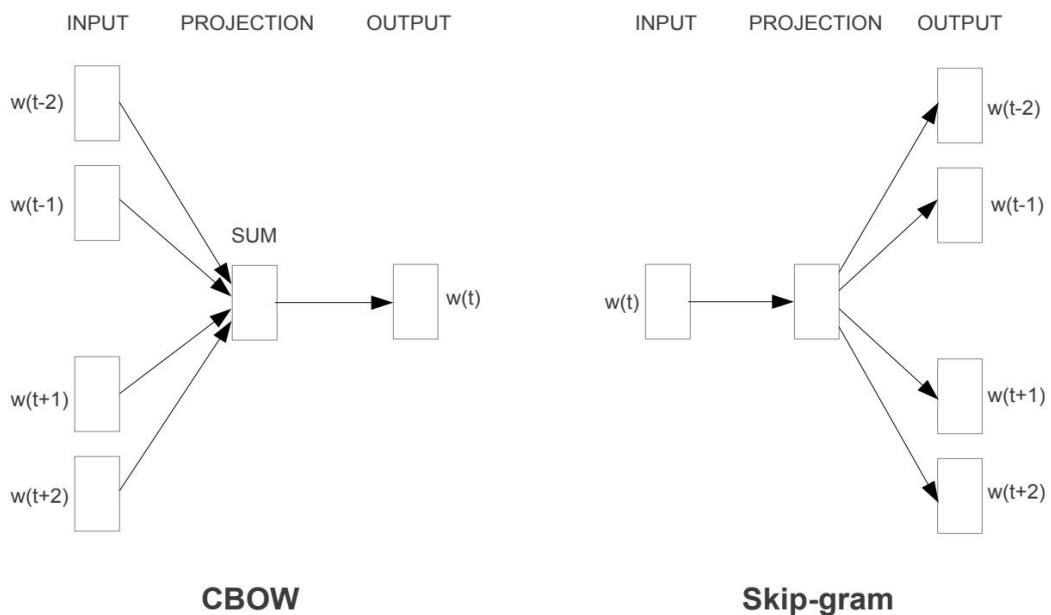 INPUT PROJECTION OUTPUT
w(t-2)
w(t-1)
SUM
w(t)
w(t+1)
w(t+2)
CBOW
INPUT PROJECTION OUTPUT
w(t-2)
w(t-1)
w(t)
w(t+1)
w(t+2)
Skip-gram